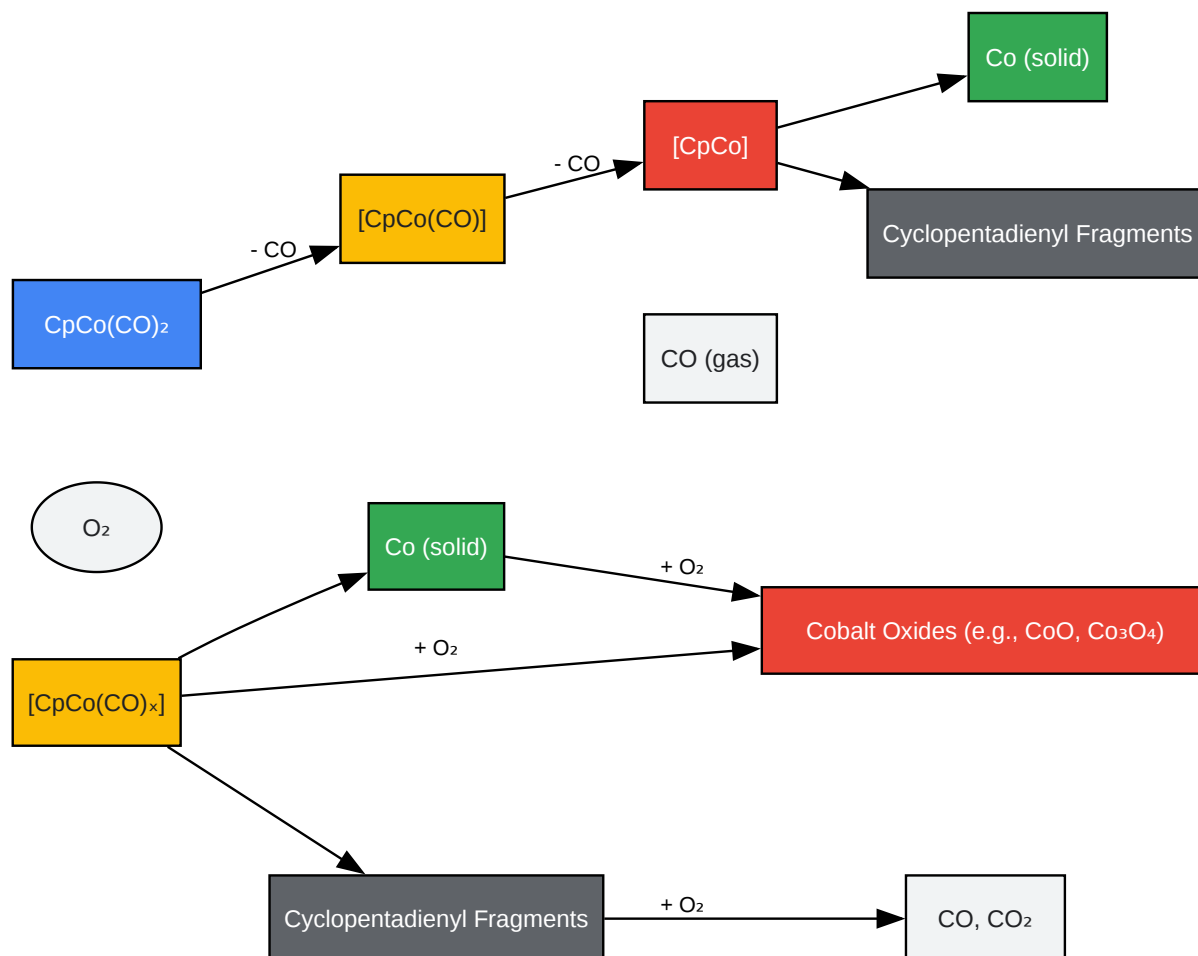 Co (solid)
[CpCo]
- CO
[CpCo(CO)]
Cyclopentadienyl Fragments
- CO
CpCo(CO)₂
CO (gas)
O₂
Co (solid)
+ O₂
Cobalt Oxides (e.g., CoO, Co₃O₄)
+ O₂
[CpCo(CO)ₓ]
Cyclopentadienyl Fragments
+ O₂
CO, CO₂